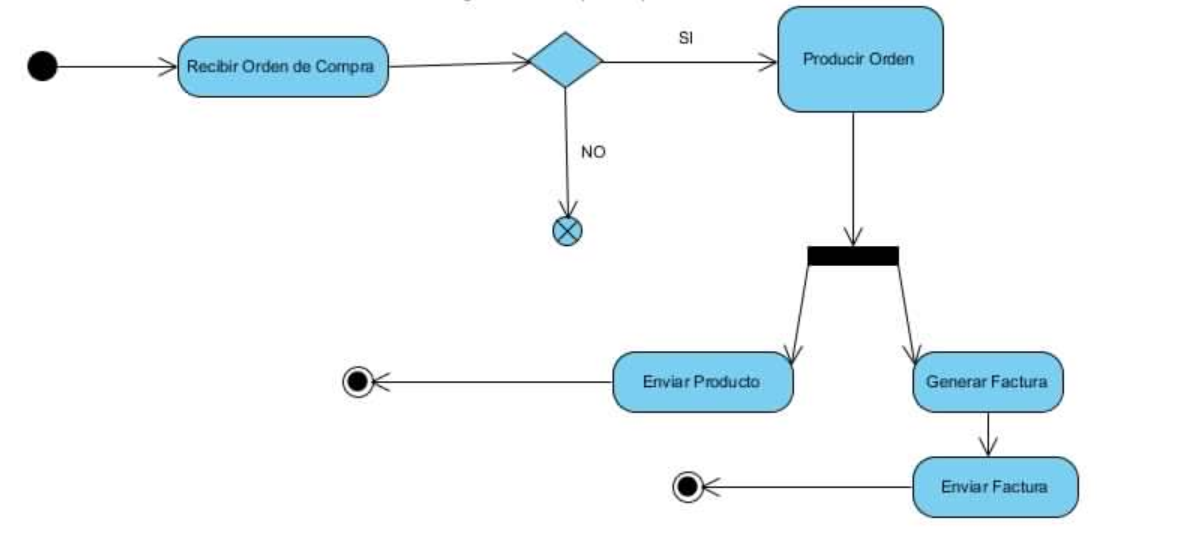 Recibir Orden de Compra
SI
Producir Orden
NO
Enviar Producto
Generar Factura
Enviar Factura